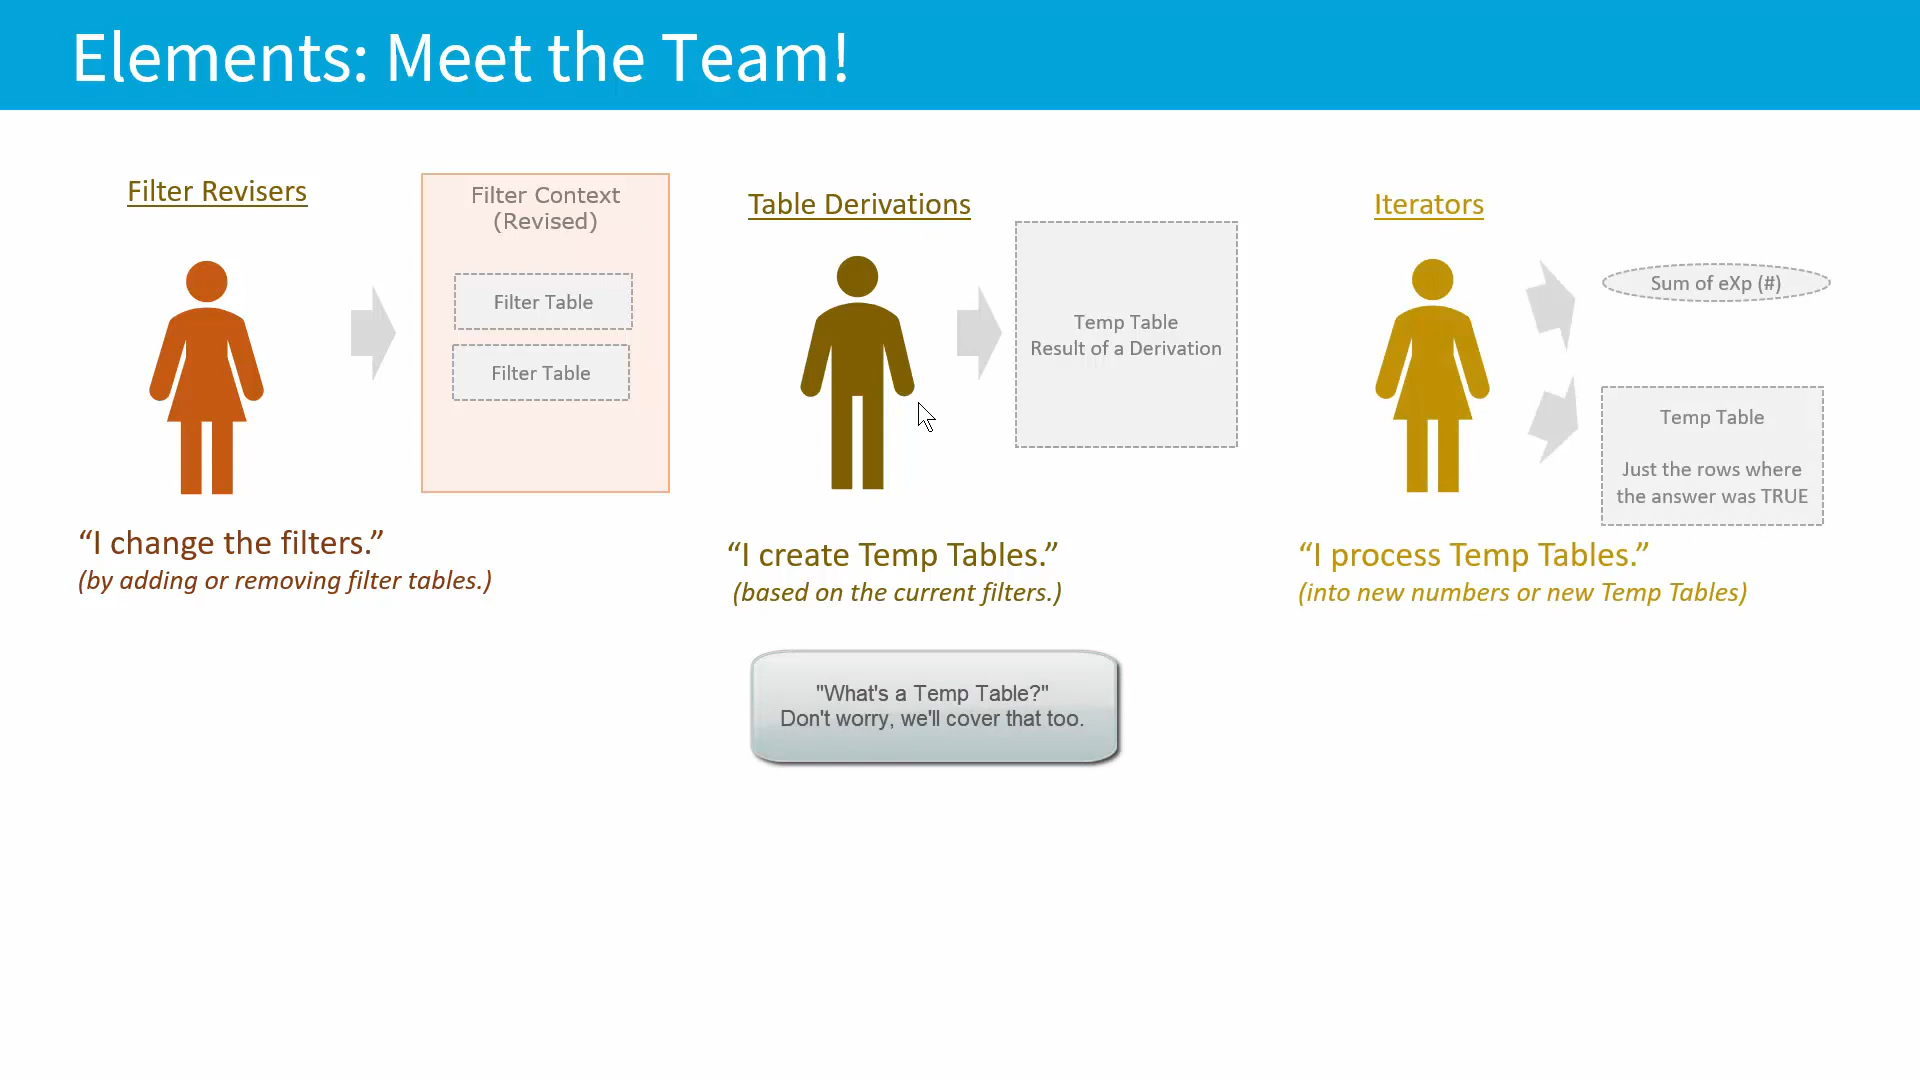 Elements: Meet the Team!
Filter Revisers
Filter Context
(Revised)
Filter Table
Filter Table
“I change the filters.”
(by adding or removing filter tables.)
Table Derivations
Temp Table
Result of a Derivation
“I create Temp Tables.”
(based on the current filters.)
"What's a Temp Table?"
Don't worry, we'll cover that too.
Iterators
Sum of eXp (#)
Temp Table
Just the rows where
the answer was TRUE
“I process Temp Tables.”
(into new numbers or new Temp Tables)